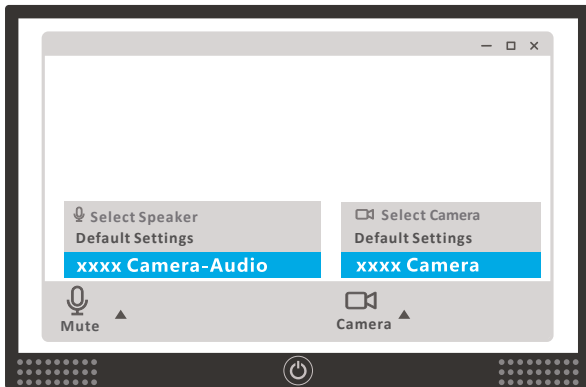 Select Speaker
Default Settings
xxxx Camera-Audio
Select Camera
Default Settings
xxxx Camera
Mute
Camera